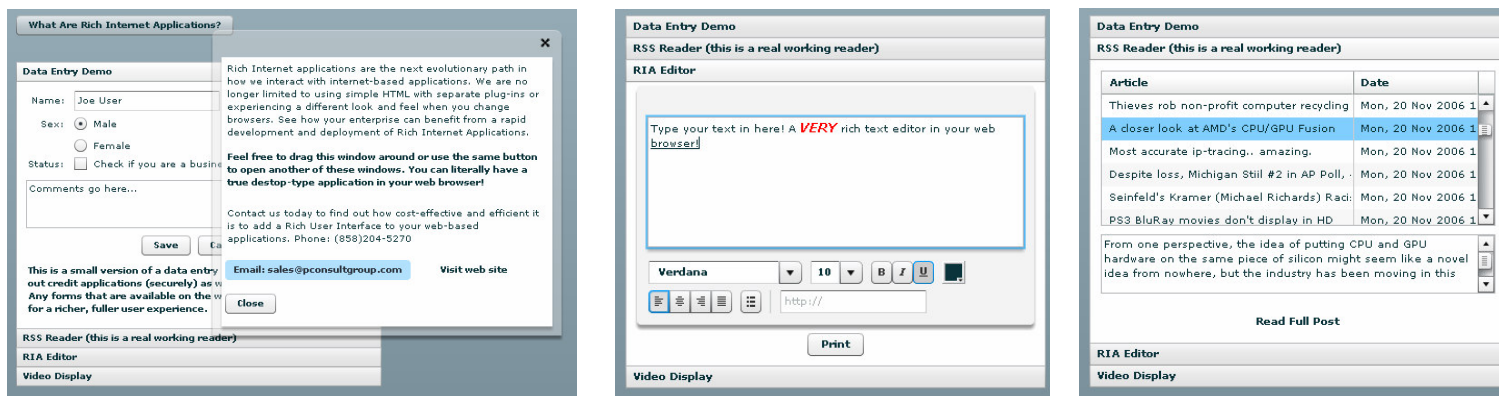 What Are Rich Internet Applications?
Data Entry Demo
Name: Joe User
Sex: Male
Female
Status: Check if you are a busine
Comments go here...
Save
Ca
This is a small version of a data entry
out credit applications (securely) as w
Any forms that are available on the w
for a richer, fuller user experience.
RSS Reader (this is a real working reader)
RIA Editor
Video Display
Rich Internet applications are the next evolutionary path in
how we interact with internet-based applications. We are no
longer limited to using simple HTML with separate plug-ins or
experiencing a different look and feel when you change
browsers. See how your enterprise can benefit from a rapid
development and deployment of Rich Internet Applications.
Feel free to drag this window around or use the same button
to open another of these windows. You can literally have a
true destop-type application in your web browser!
Contact us today to find out how cost-effective and efficient it
is to add a Rich User Interface to your web-based
applications. Phone: (858)204-5270
Email: sales@pconsultgroup.com Visit web site
Close
Data Entry Demo
RSS Reader (this is a real working reader)
RIA Editor
Type your text in here! A VERY rich text editor in your web
browser!
Verdana 10 B I U
http://
Print
Video Display
Data Entry Demo
RSS Reader (this is a real working reader)
Article Date
Thieves rob non-profit computer recycling Mon, 20 Nov 2006 1
A closer look at AMD's CPU/GPU Fusion Mon, 20 Nov 2006 1
Most accurate ip-tracing.. amazing. Mon, 20 Nov 2006 1
Despite loss, Michigan Stiil #2 in AP Poll, Mon, 20 Nov 2006 1
Seinfeld's Kramer (Michael Richards) Raci Mon, 20 Nov 2006 1
PS3 BluRay movies don't display in HD Mon, 20 Nov 2006 1
From one perspective, the idea of putting CPU and GPU
hardware on the same piece of silicon might seem like a novel
idea from nowhere, but the industry has been moving in this
Read Full Post
RIA Editor
Video Display